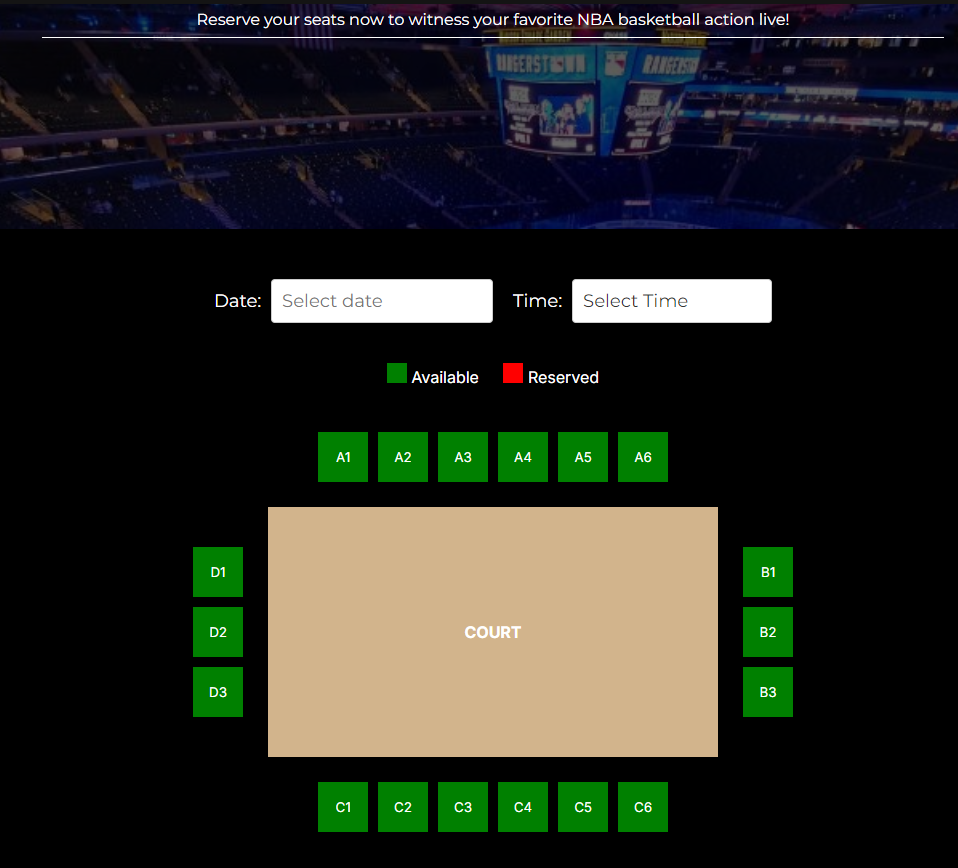 Reserve your seats now to witness your favorite NBA basketball action live!
RANGERSTOWN
Date: Select date Time: Select Time
Available Reserved
A1 A2 A3 A4 A5 A6
D1 B1
D2 COURT B2
D3 B3
C1 C2 C3 C4 C5 C6